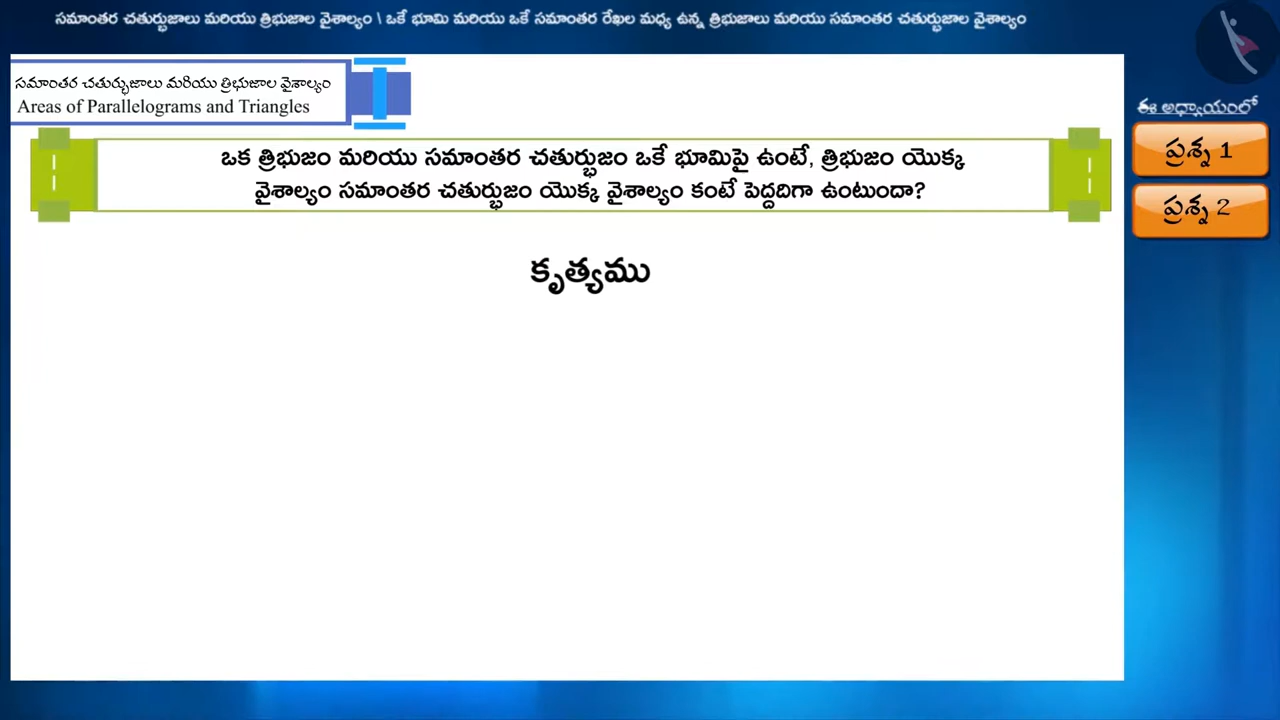 సమాంతర చతుర్భుజాలు మరియు త్రిభుజాల వైశాల్యం \ ఒకే భూమి మరియు ఒకే సమాంతర రేఖల మధ్య ఉన్న త్రిభుజాలు మరియు సమాంతర చతుర్భుజాల వైశాల్యం
సమాంతర చతుర్భుజాలు మరియు త్రిభుజాల వైశాల్యం
Areas of Parallelograms and Triangles
ఈ అధ్యాయంలో
ప్రశ్న 1
ప్రశ్న 2
ఒక త్రిభుజం మరియు సమాంతర చతుర్భుజం ఒకే భూమిపై ఉంటే, త్రిభుజం యొక్క
వైశాల్యం సమాంతర చతుర్భుజం యొక్క వైశాల్యం కంటే పెద్దదిగా ఉంటుందా?
కృత్యము